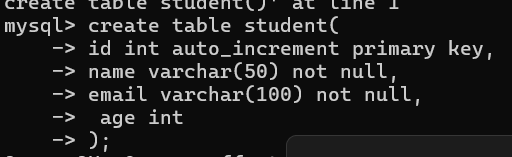 create table student()' at line 1
mysql> create table student(
    -> id int auto_increment primary key,
    -> name varchar(50) not null,
    -> email varchar(100) not null,
    ->  age int
    -> );